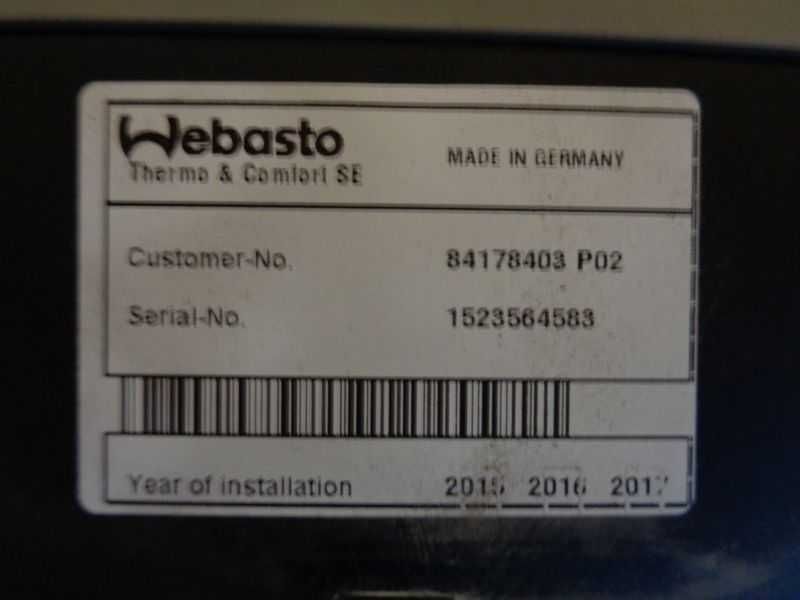 Webasto
Thermo & Comfort SE
MADE IN GERMANY
Customer-No. 84178403 P02
Serial-No. 1523564583
Year of installation 2015 2016 2017